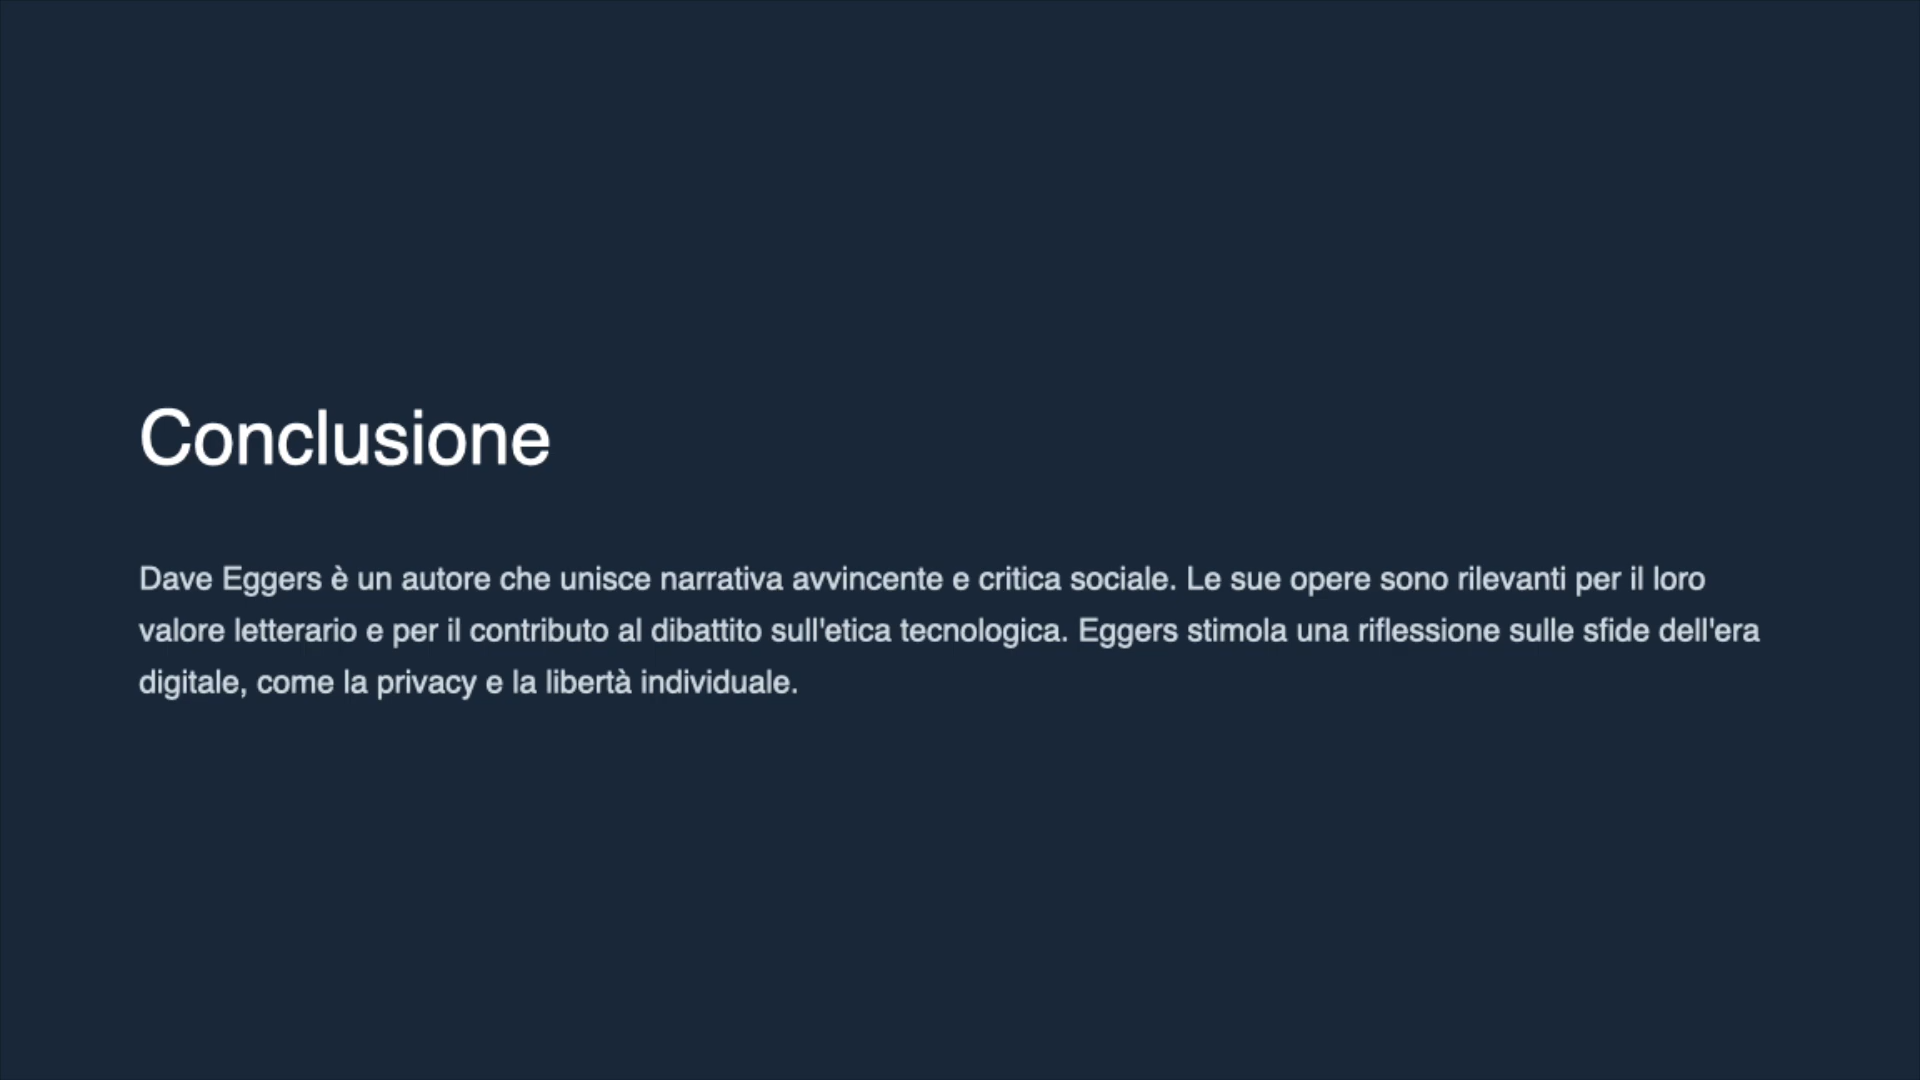 Conclusione
Dave Eggers è un autore che unisce narrativa avvincente e critica sociale. Le sue opere sono rilevanti per il loro
valore letterario e per il contributo al dibattito sull'etica tecnologica. Eggers stimola una riflessione sulle sfide dell'era
digitale, come la privacy e la libertà individuale.